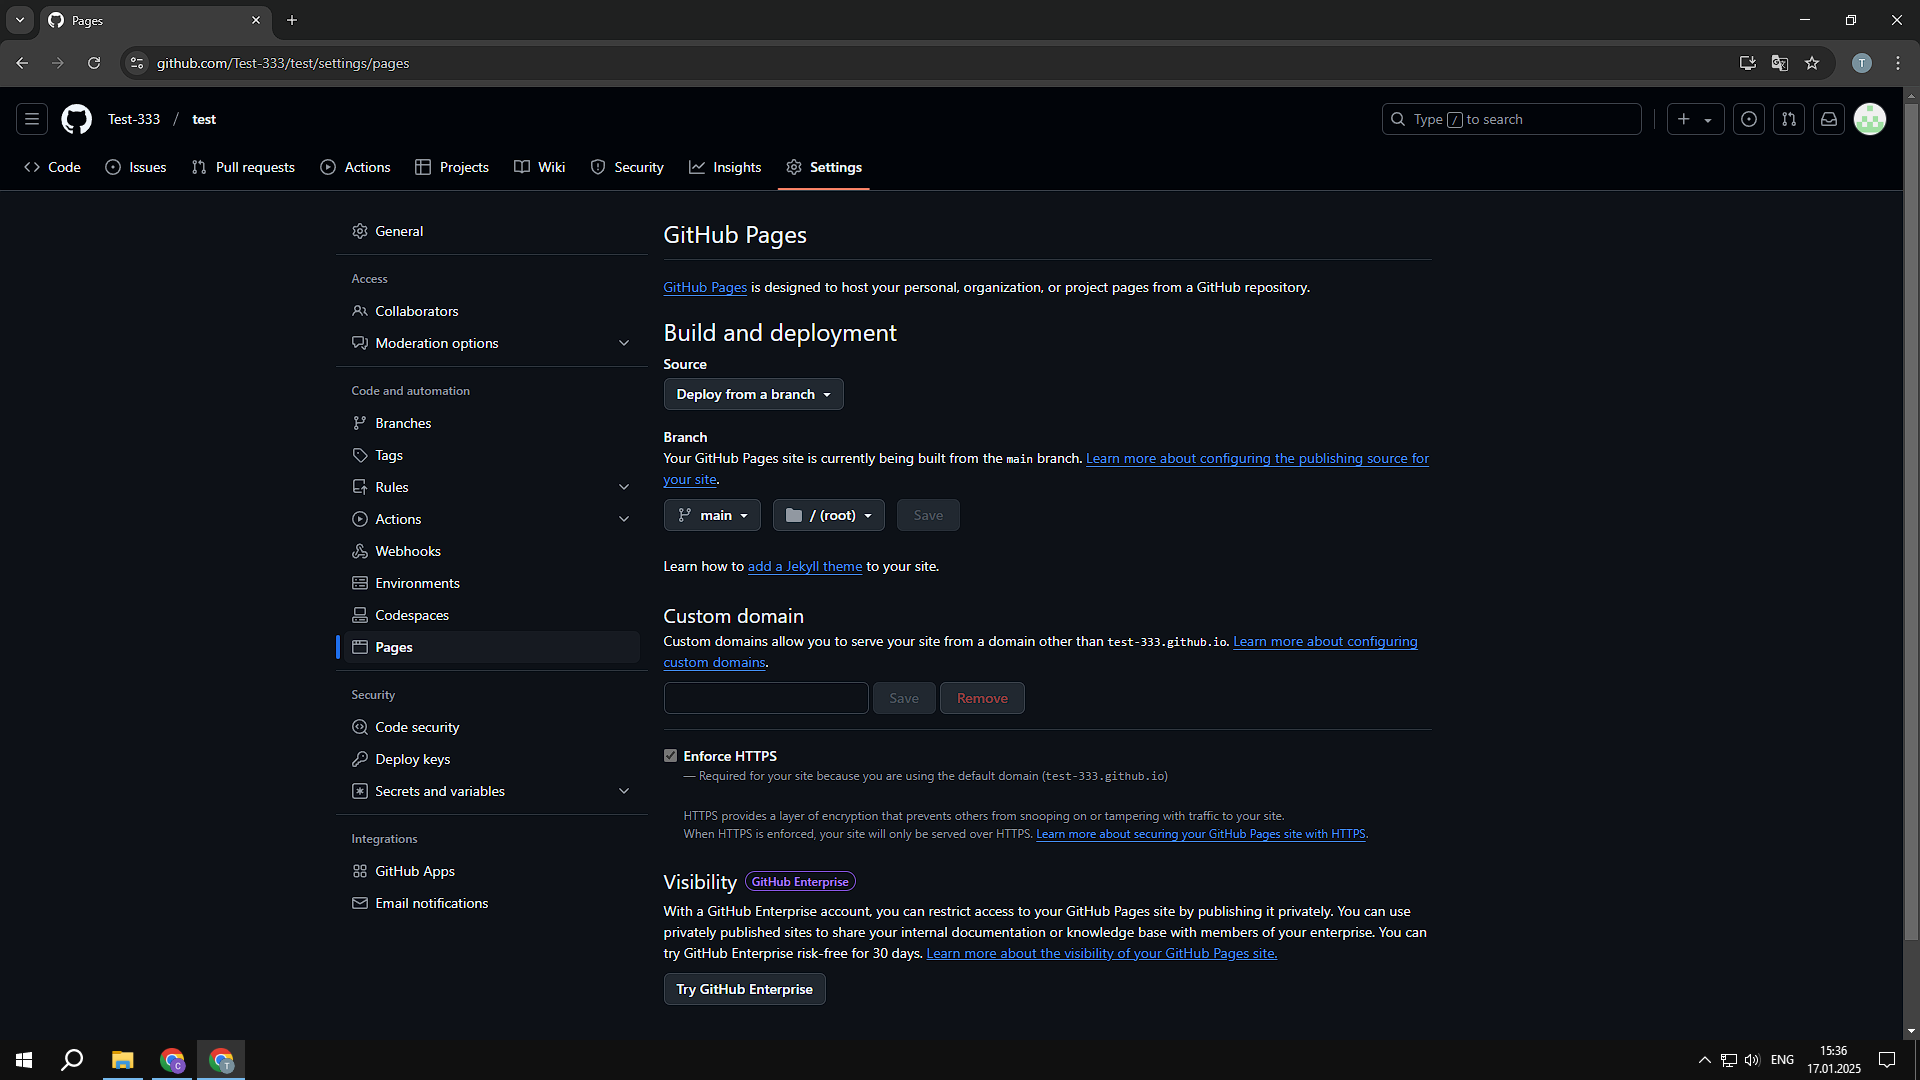 Pages
github.com/Test-333/test/settings/pages
T
Test-333 / test
Type / to search
Code
Issues
Pull requests
Actions
Projects
Wiki
Security
Insights
Settings
General
Access
Collaborators
Moderation options
Code and automation
Branches
Tags
Rules
Actions
Webhooks
Environments
Codespaces
Pages
Security
Code security
Deploy keys
Secrets and variables
Integrations
GitHub Apps
Email notifications
GitHub Pages
GitHub Pages is designed to host your personal, organization, or project pages from a GitHub repository.
Build and deployment
Source
Deploy from a branch
Branch
Your GitHub Pages site is currently being built from the main branch. Learn more about configuring the publishing source for
your site.
main
/ (root)
Save
Learn how to add a Jekyll theme to your site.
Custom domain
Custom domains allow you to serve your site from a domain other than test-333.github.io. Learn more about configuring
custom domains.
Save
Remove
Enforce HTTPS
— Required for your site because you are using the default domain (test-333.github.io)
HTTPS provides a layer of encryption that prevents others from snooping on or tampering with traffic to your site.
When HTTPS is enforced, your site will only be served over HTTPS. Learn more about securing your GitHub Pages site with HTTPS.
Visibility GitHub Enterprise
With a GitHub Enterprise account, you can restrict access to your GitHub Pages site by publishing it privately. You can use
privately published sites to share your internal documentation or knowledge base with members of your enterprise. You can
try GitHub Enterprise risk-free for 30 days. Learn more about the visibility of your GitHub Pages site.
Try GitHub Enterprise
C
T
ENG
15:36
17.01.2025